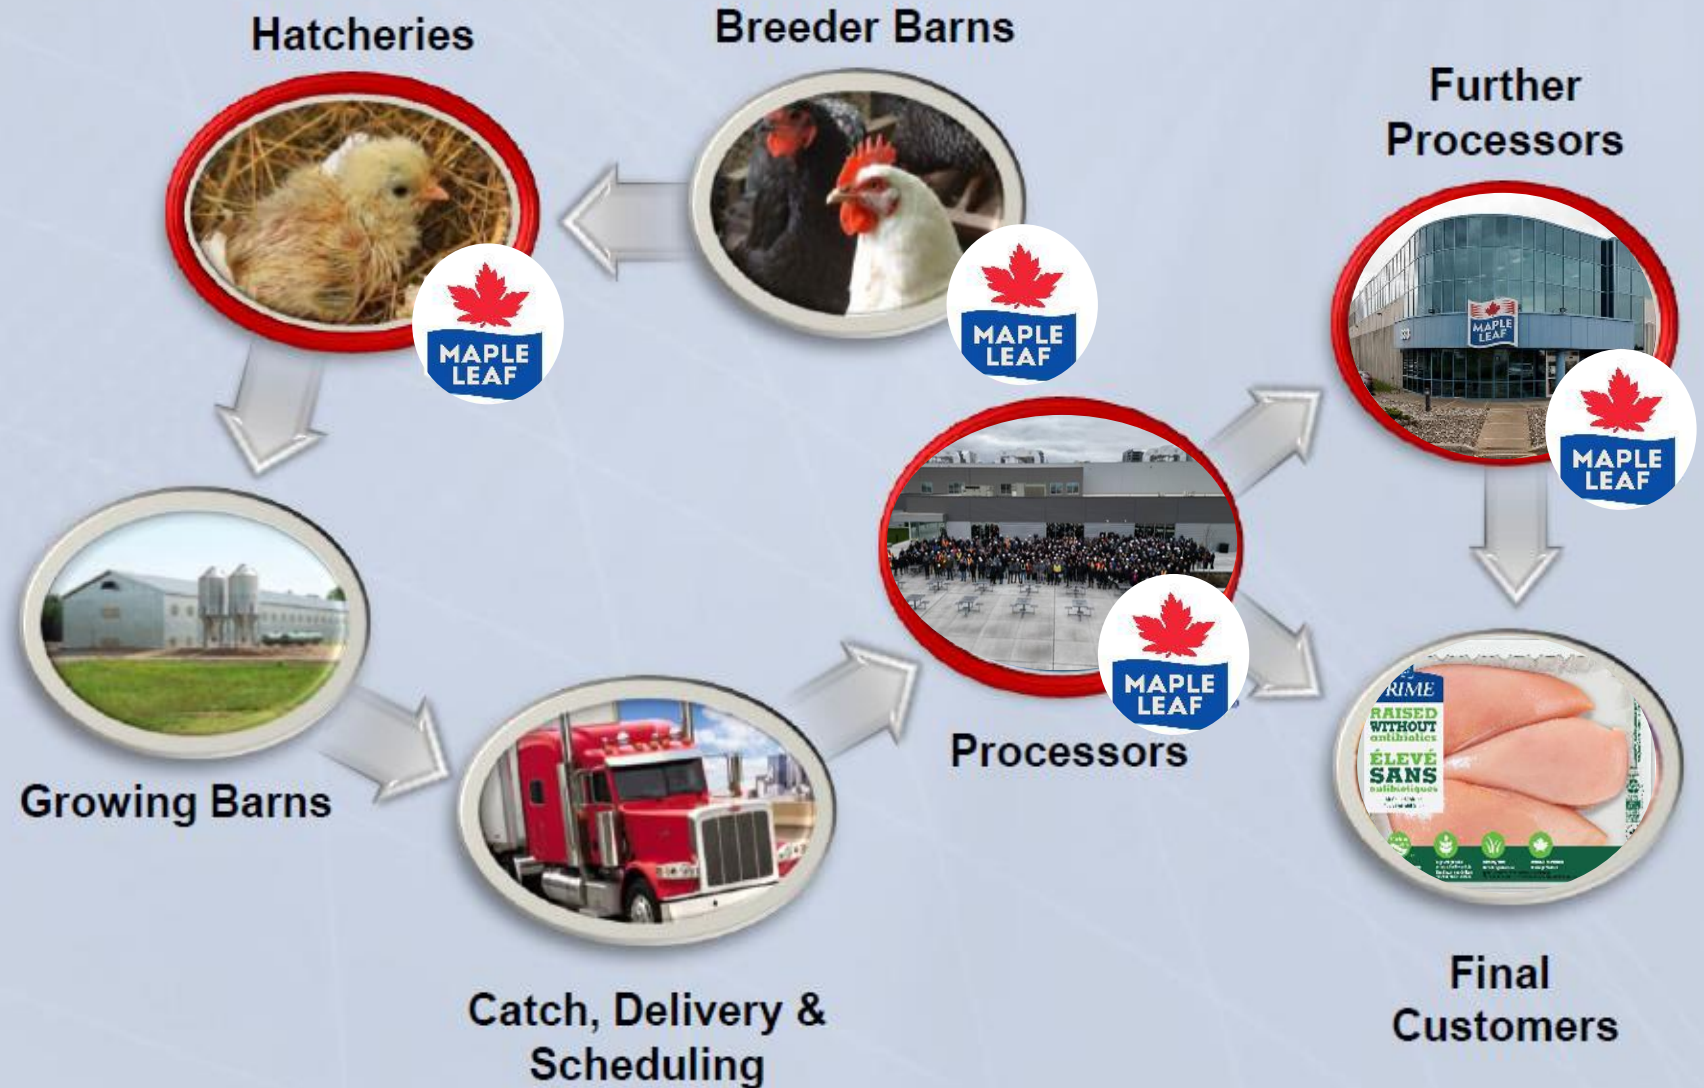 Hatcheries
Breeder Barns
Further
Processors
MAPLE
LEAF
MAPLE
LEAF
MAPLE
LEAF
MAPLE
LEAF
Growing Barns
MAPLE
LEAF
Processors
RIME
RAISED
WITHOUT
antibiotics
ÉLEVÉ
SANS
antibiotiques
Catch, Delivery &
Scheduling
Final
Customers